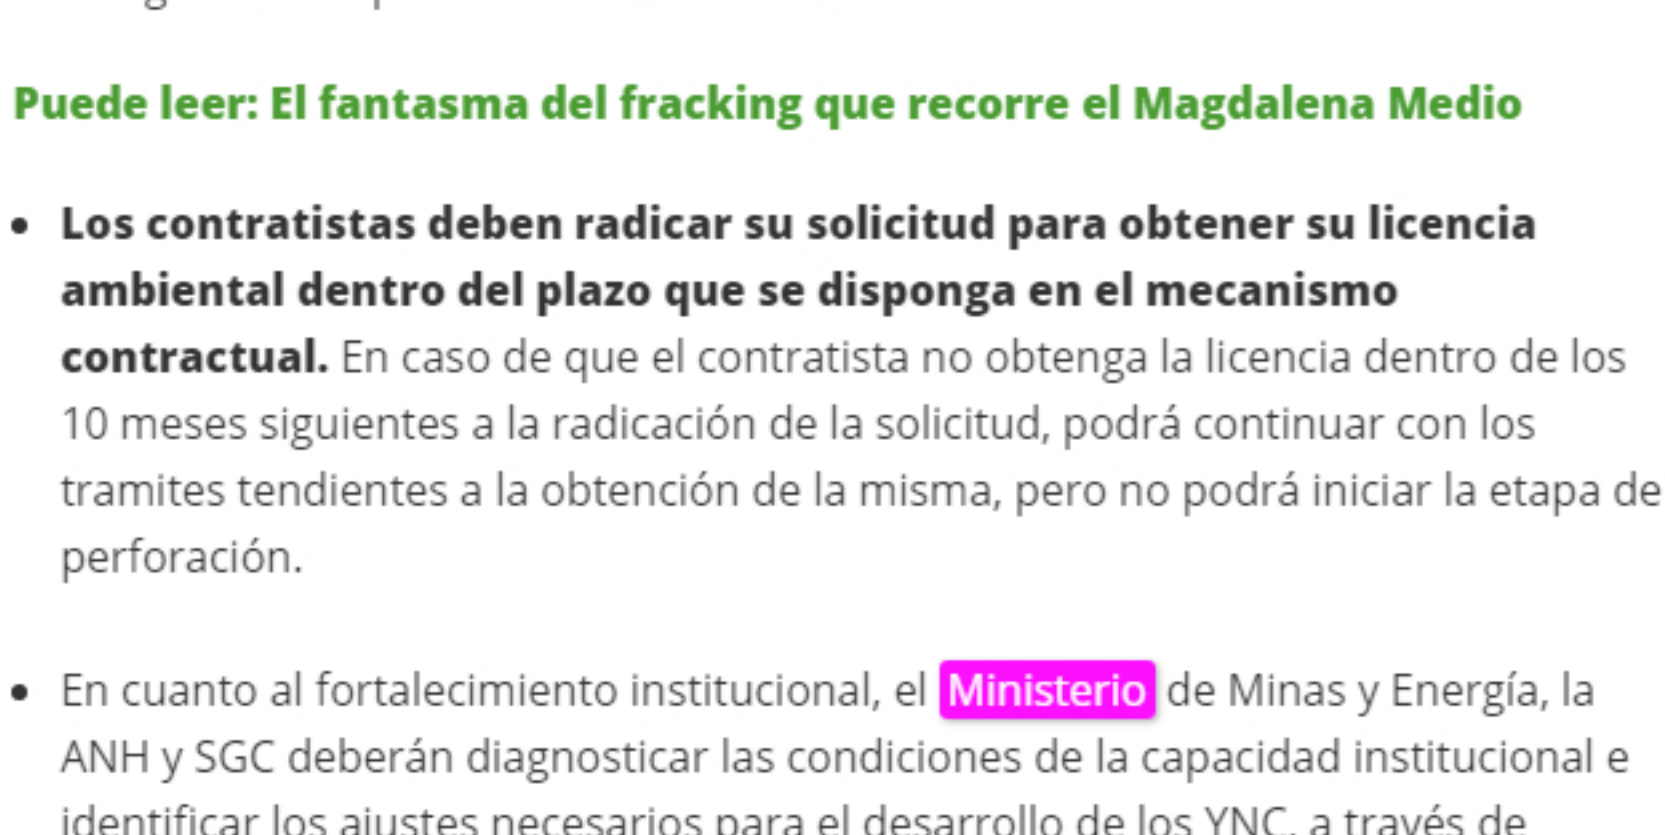 Puede leer: El fantasma del fracking que recorre el Magdalena Medio
• Los contratistas deben radicar su solicitud para obtener su licencia
ambiental dentro del plazo que se disponga en el mecanismo
contractual. En caso de que el contratista no obtenga la licencia dentro de los
10 meses siguientes a la radicación de la solicitud, podrá continuar con los
tramites tendientes a la obtención de la misma, pero no podrá iniciar la etapa de
perforación.
• En cuanto al fortalecimiento institucional, el Ministerio de Minas y Energía, la
ANH y SGC deberán diagnosticar las condiciones de la capacidad institucional e
identificar los ajustes necesarios para el desarrollo de los YNC, a través de